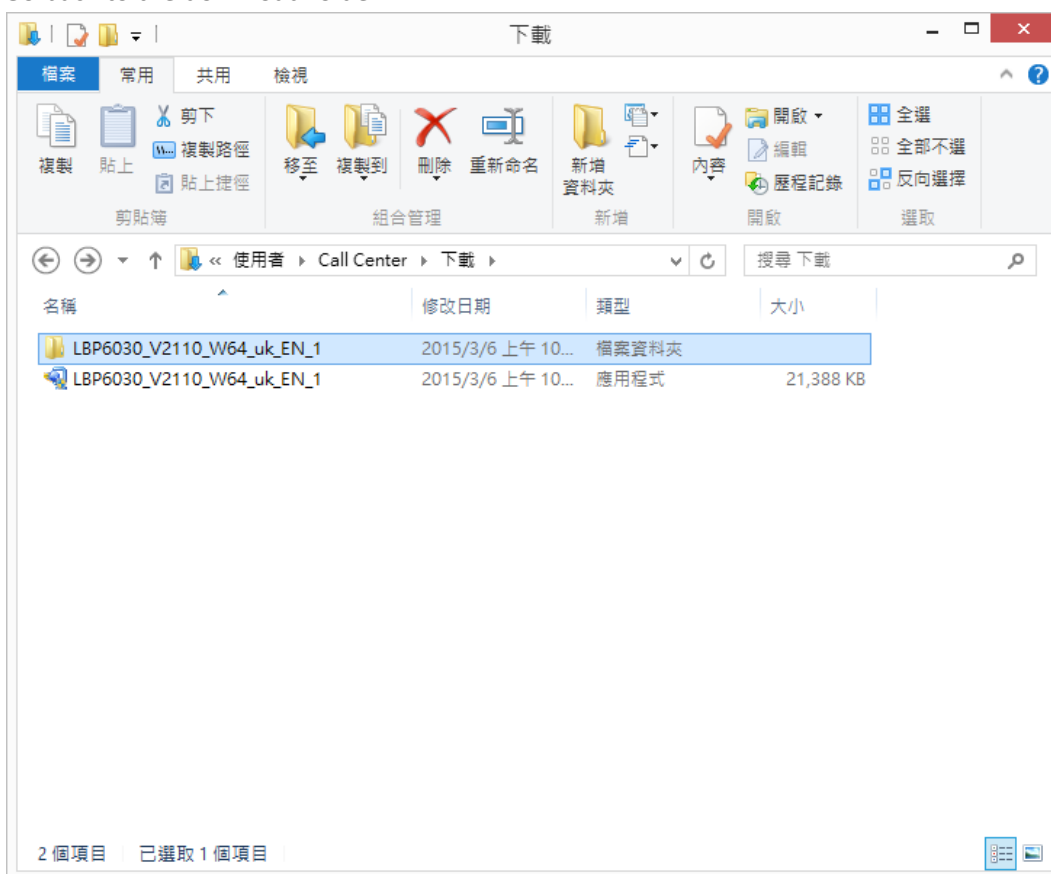 下載
檔案 常用 共用 檢視
複製 貼上 剪下 複製路徑 貼上捷徑 移至 複製到 刪除 重新命名 新增資料夾 內容 開啟 編輯 歷程記錄 全選 全部不選 反向選擇
剪貼簿 組合管理 新增 開啟 選取
« 使用者 Call Center 下載 搜尋 下載
名稱 修改日期 類型 大小
LBP6030_V2110_W64_uk_EN_1 2015/3/6 上午 10... 檔案資料夾
LBP6030_V2110_W64_uk_EN_1 2015/3/6 上午 10... 應用程式 21,388 KB
2 個項目 已選取 1 個項目